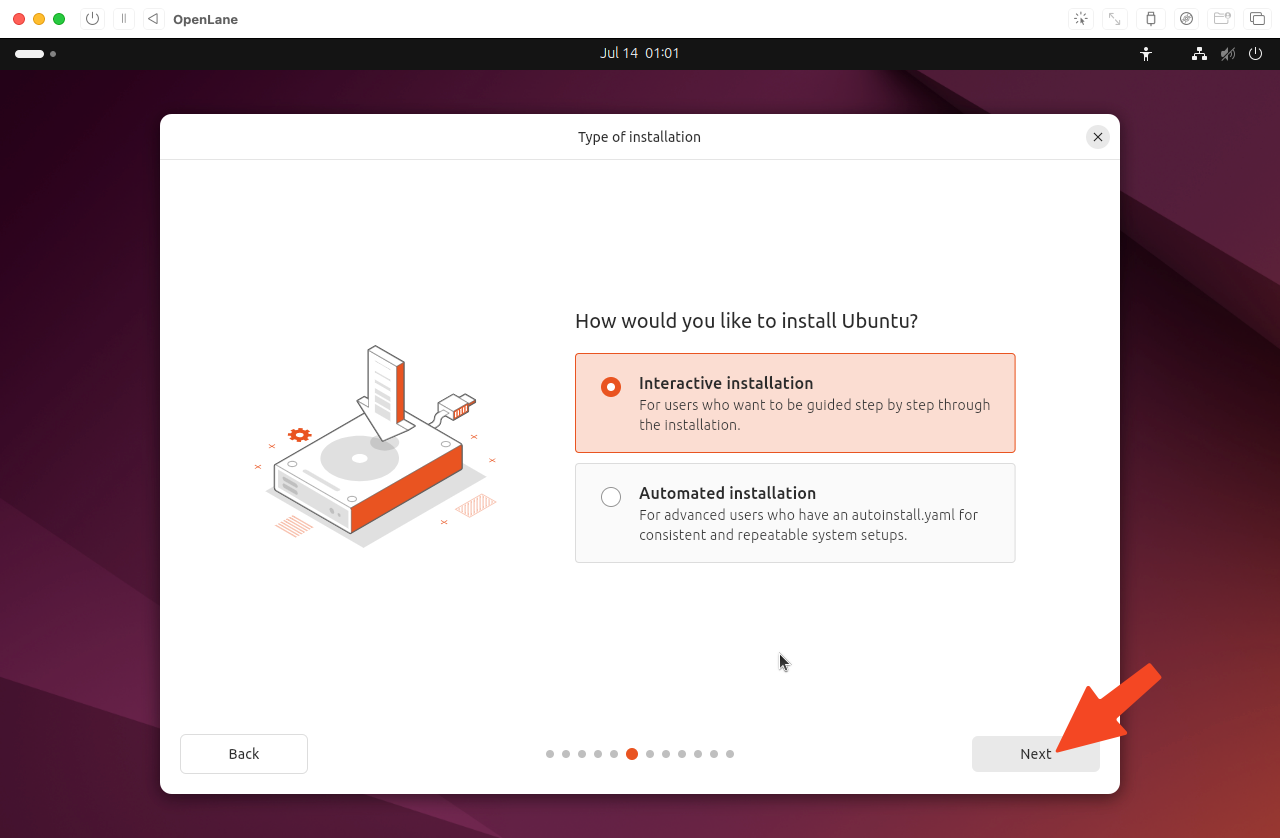 OpenLane
Jul 14 01:01
Type of installation
How would you like to install Ubuntu?
Interactive installation
For users who want to be guided step by step through
the installation.
Automated installation
For advanced users who have an autoinstall.yaml for
consistent and repeatable system setups.
Back
Next